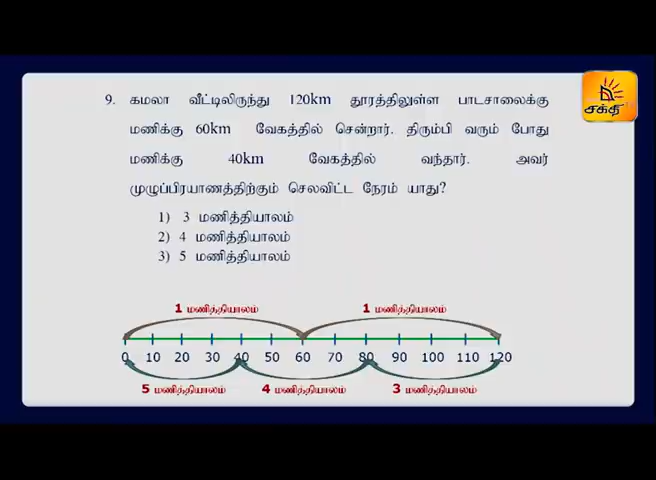 9. கமலா வீட்டிலிருந்து 120km தூரத்திலுள்ள பாடசாலைக்கு
மணிக்கு 60km வேகத்தில் சென்றார். திரும்பி வரும் போது
மணிக்கு 40km வேகத்தில் வந்தார். அவர்
முழுப்பிரயாணத்திற்கும் செலவிட்ட நேரம் யாது?
1) 3 மணித்தியாலம்
2) 4 மணித்தியாலம்
3) 5 மணித்தியாலம்
சக்தி
1 மணித்தியாலம் 1 மணித்தியாலம்
0 10 20 30 40 50 60 70 80 90 100 110 120
5 மணித்தியாலம் 4 மணித்தியாலம் 3 மணித்தியாலம்